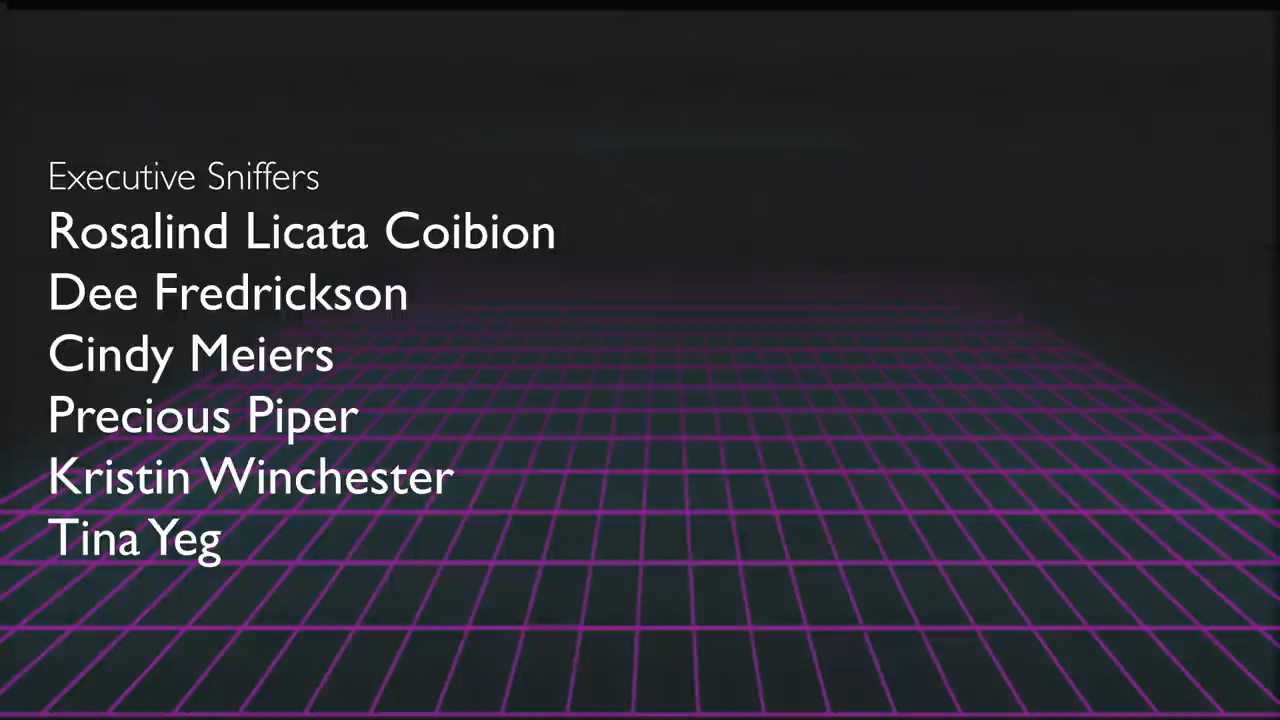 Executive Sniffers
Rosalind Licata Coibion
Dee Fredrickson
Cindy Meiers
Precious Piper
Kristin Winchester
Tina Yeg